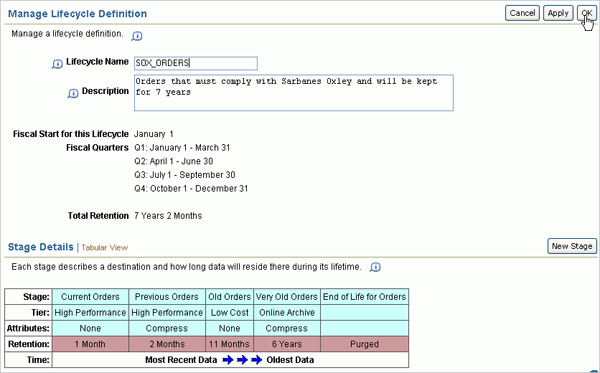 Manage Lifecycle Definition
Cancel Apply OK
Manage a lifecycle definition.
Lifecycle Name SOX_ORDERS
Description Orders that must comply with Sarbanes Oxley and will be kept
for 7 years
Fiscal Start for this Lifecycle January 1
Fiscal Quarters Q1: January 1 - March 31
Q2: April 1 - June 30
Q3: July 1 - September 30
Q4: October 1 - December 31
Total Retention 7 Years 2 Months
Stage Details | Tabular View
New Stage
Each stage describes a destination and how long data will reside there during its lifetime.
Stage: Current Orders Previous Orders Old Orders Very Old Orders End of Life for Orders
Tier: High Performance High Performance Low Cost Online Archive
Attributes: None Compress None Compress
Retention: 1 Month 2 Months 11 Months 6 Years Purged
Time: Most Recent Data Oldest Data